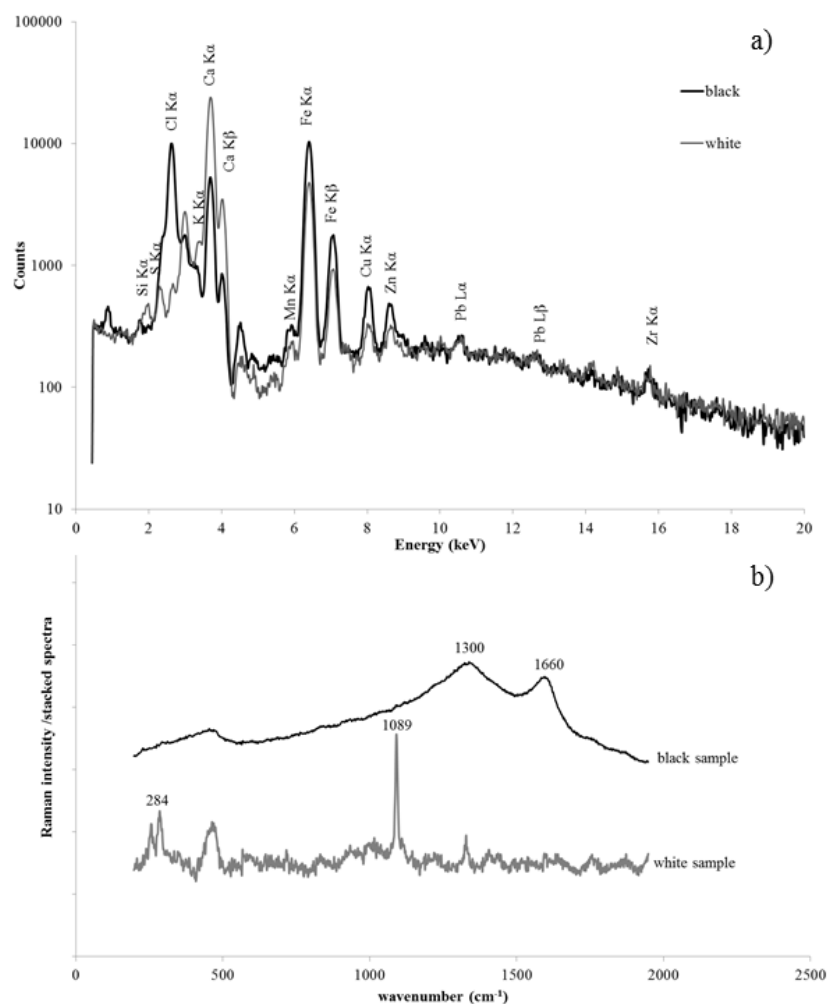 a)
100000
10000
1000
100
10
Counts
Si Kα
S Kα
Cl Kα
K Kα
Ca Kα
Ca Kβ
Mn Kα
Fe Kα
Fe Kβ
Cu Kα
Zn Kα
Pb Lα
Pb Lβ
Zr Kα
black
white
0 2 4 6 8 10 12 14 16 18 20
Energy (keV)
b)
Raman intensity /stacked spectra
1300
1660
black sample
1089
284
white sample
0 500 1000 1500 2000 2500
wavenumber (cm⁻¹)